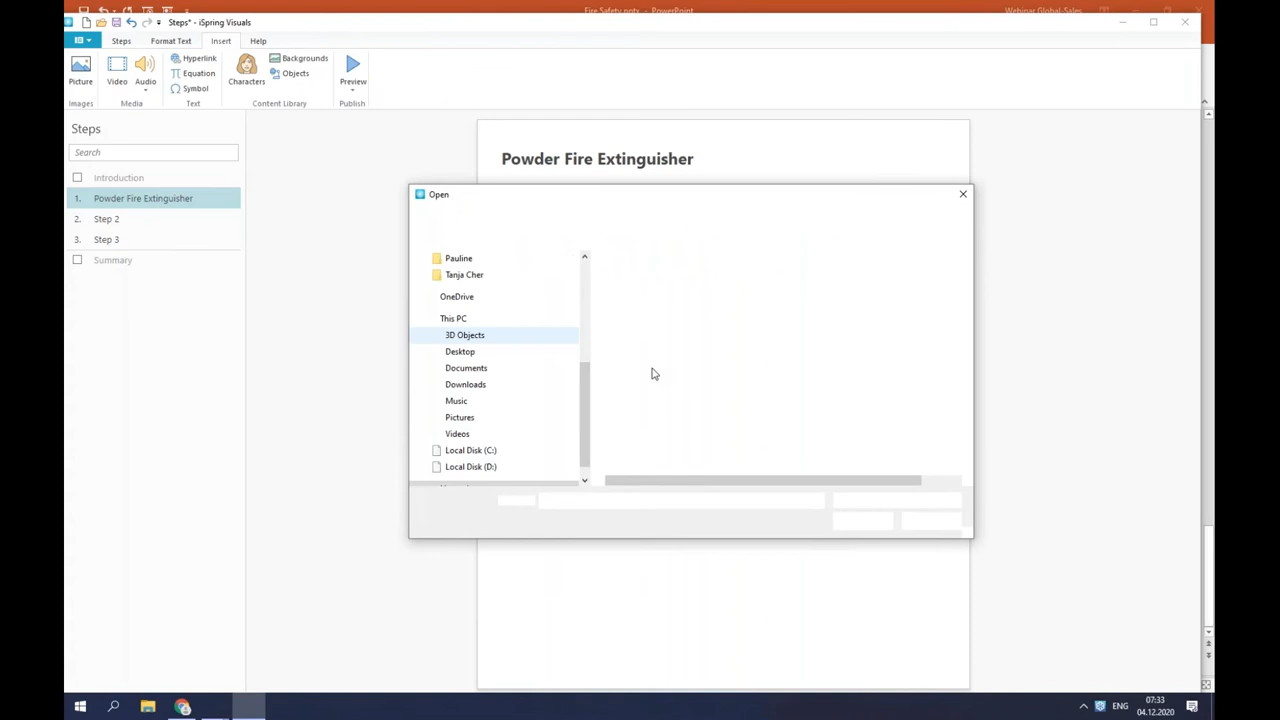 Fire Safety.pptx - PowerPoint
Webinar Global-Sales
Steps* - iSpring Visuals
Steps
Format Text
Insert
Help
Picture
Video
Audio
Hyperlink
Equation
Symbol
Characters
Backgrounds
Objects
Preview
Images
Media
Text
Content Library
Publish
Steps
Search
Introduction
1. Powder Fire Extinguisher
2. Step 2
3. Step 3
Summary
Powder Fire Extinguisher
Open
Pauline
Tanja Cher
OneDrive
This PC
3D Objects
Desktop
Documents
Downloads
Music
Pictures
Videos
Local Disk (C:)
Local Disk (D:)
ENG
07:33
04.12.2020